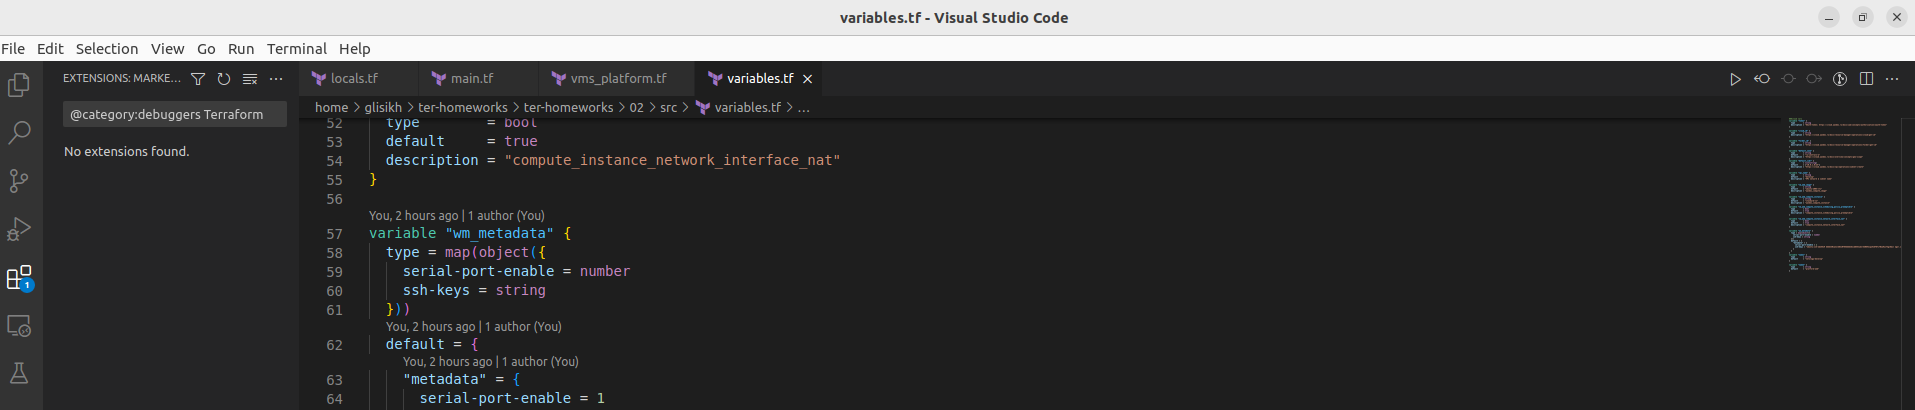 variables.tf - Visual Studio Code
File Edit Selection View Go Run Terminal Help
EXTENSIONS: MARKE...
@category:debuggers Terraform
No extensions found.
1
locals.tf main.tf vms_platform.tf variables.tf
home > glisikh > ter-homeworks > ter-homeworks > 02 > src > variables.tf > ...
52 type = bool
53 default = true
54 description = "compute_instance_network_interface_nat"
55 }
56
You, 2 hours ago | 1 author (You)
57 variable "wm_metadata" {
58 type = map(object({
59 serial-port-enable = number
60 ssh-keys = string
61 }))
You, 2 hours ago | 1 author (You)
62 default = {
You, 2 hours ago | 1 author (You)
63 "metadata" = {
64 serial-port-enable = 1